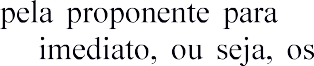 pela proponente para
imediato, ou seja, os